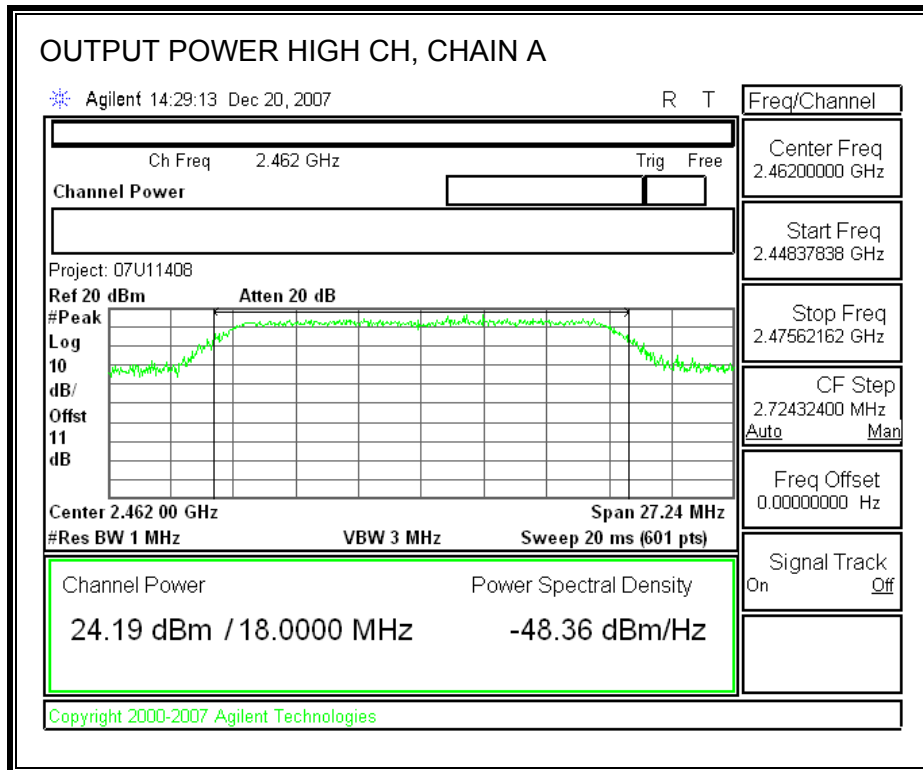 OUTPUT POWER HIGH CH, CHAIN A
Agilent 14:29:13 Dec 20, 2007 R T
Freq/Channel
Ch Freq 2.462 GHz Trig Free
Channel Power
Center Freq
2.46200000 GHz
Start Freq
2.44837838 GHz
Stop Freq
2.47562162 GHz
CF Step
2.72432400 MHz
Auto Man
Freq Offset
0.00000000 Hz
Signal Track
On Off
Project: 07U11408
Ref 20 dBm Atten 20 dB
#Peak
Log
10
dB/
Offst
11
dB
Center 2.462 00 GHz Span 27.24 MHz
#Res BW 1 MHz VBW 3 MHz Sweep 20 ms (601 pts)
Channel Power Power Spectral Density
24.19 dBm / 18.0000 MHz -48.36 dBm/Hz
Copyright 2000-2007 Agilent Technologies